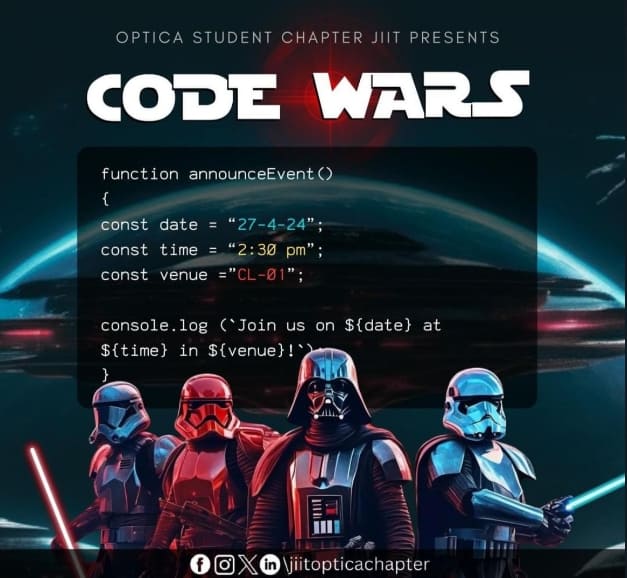 OPTICA STUDENT CHAPTER JIIT PRESENTS
CODE WARS
function announceEvent()
{
const date = “27-4-24”;
const time = “2:30 pm”;
const venue =”CL-01”;
console.log (`Join us on ${date} at
${time} in ${venue}!`)
}
\jiitopticachapter